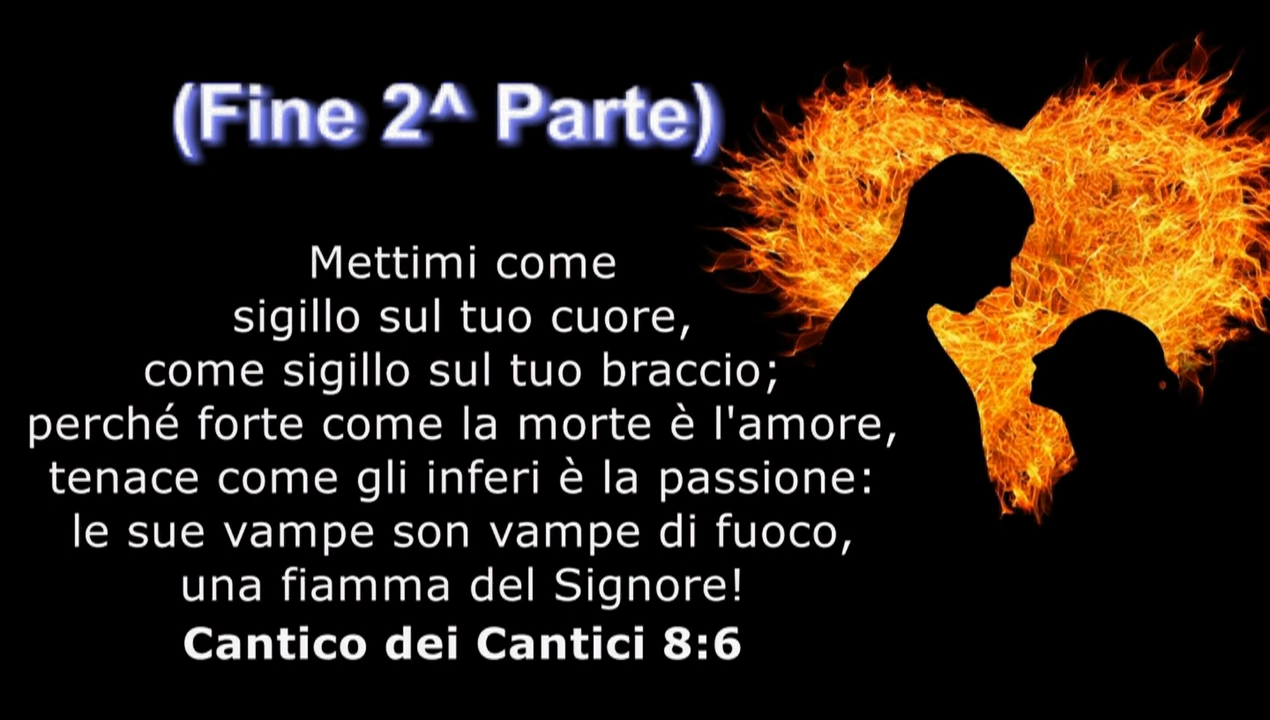 (Fine 2^ Parte)
Mettimi come
sigillo sul tuo cuore,
come sigillo sul tuo braccio;
perché forte come la morte è l'amore,
tenace come gli inferi è la passione:
le sue vampe son vampe di fuoco,
una fiamma del Signore!
Cantico dei Cantici 8:6